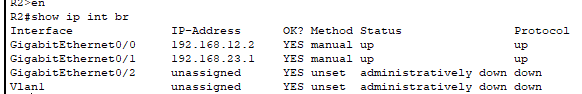 R2>en
R2#show ip int br
Interface IP-Address OK? Method Status Protocol
GigabitEthernet0/0 192.168.12.2 YES manual up up
GigabitEthernet0/1 192.168.23.1 YES manual up up
GigabitEthernet0/2 unassigned YES unset administratively down down
Vlan1 unassigned YES unset administratively down down